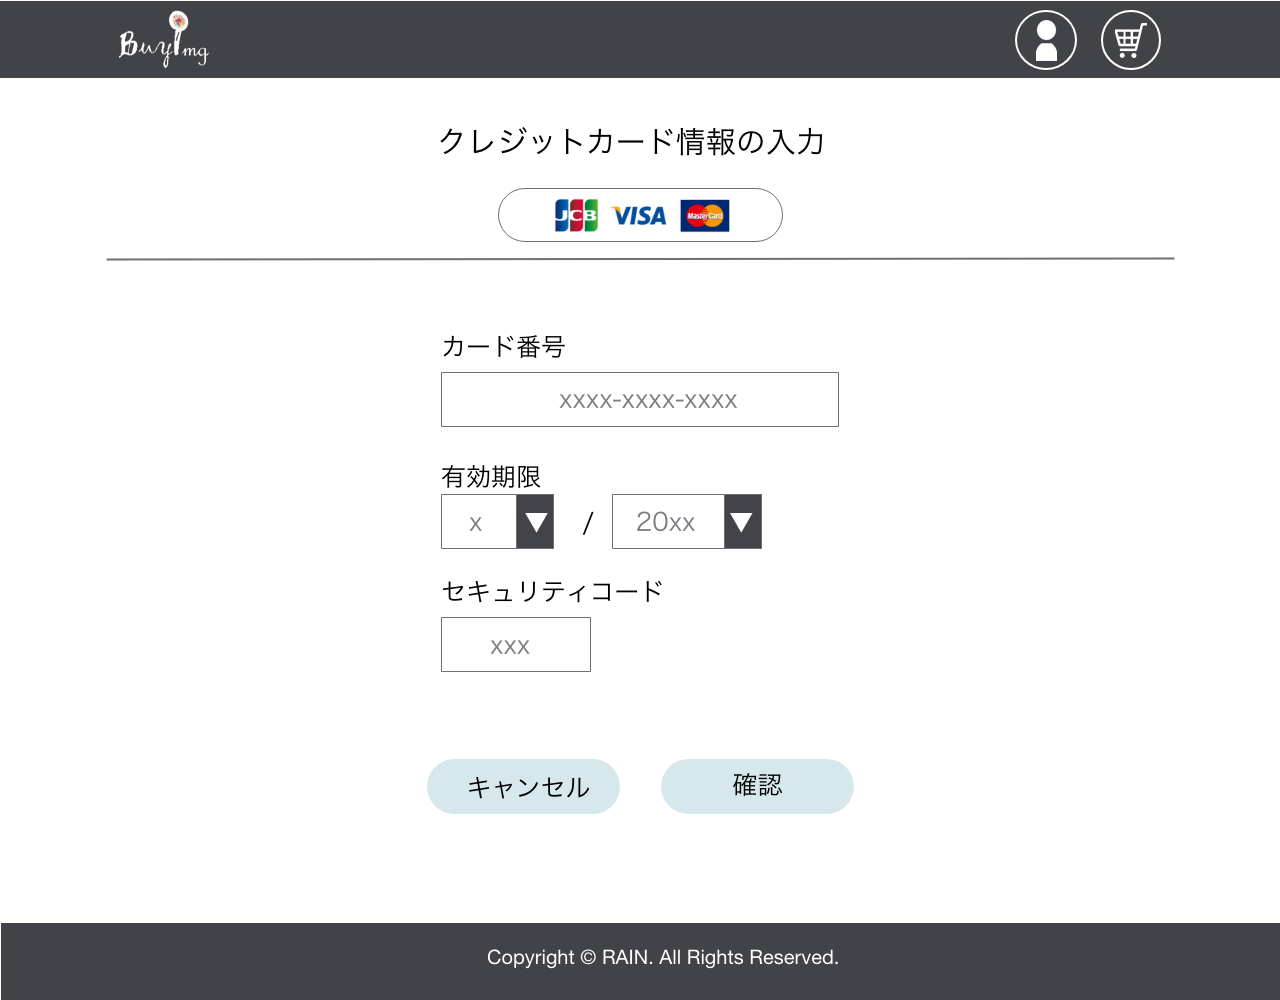 Buyimg
クレジットカード情報の入力
JCB VISA MasterCard
カード番号
xxxx-xxxx-xxxx
有効期限
x ▼ / 20xx ▼
セキュリティコード
xxx
キャンセル 確認
Copyright © RAIN. All Rights Reserved.